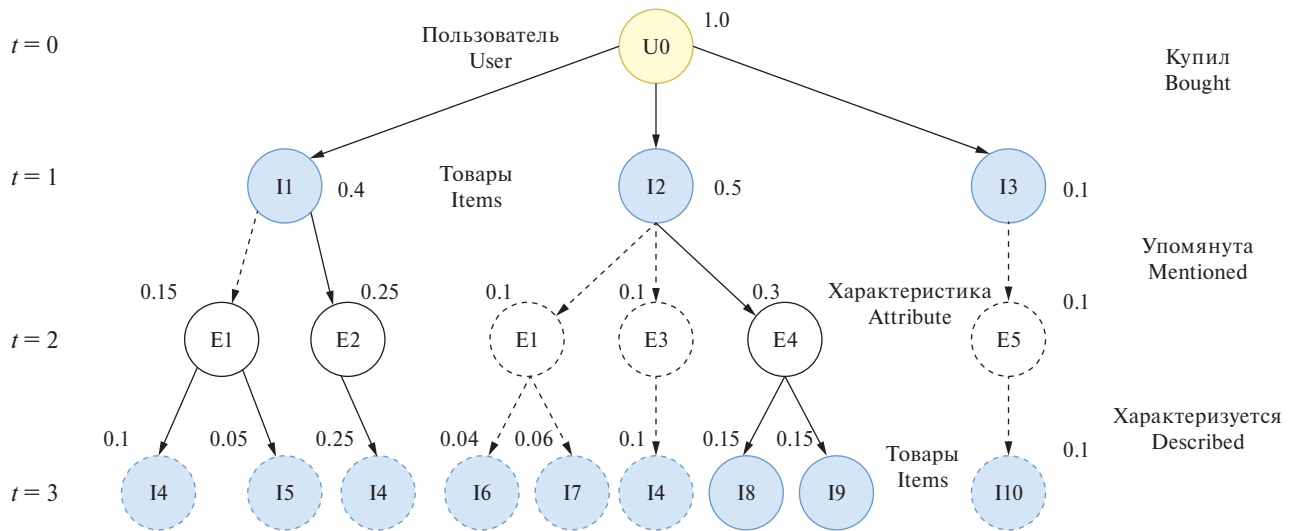 1.0
t = 0
Пользователь
User
U0
Купил
Bought
t = 1
I1
0.4
Товары
Items
I2
0.5
I3
0.1
Упомянута
Mentioned
0.15
0.25
0.1
0.1
0.3
Характеристика
Attribute
0.1
t = 2
E1
E2
E1
E3
E4
E5
Характеризуется
Described
0.1
0.05
0.25
0.04
0.06
0.1
0.15
0.15
Товары
Items
0.1
t = 3
I4
I5
I4
I6
I7
I4
I8
I9
I10